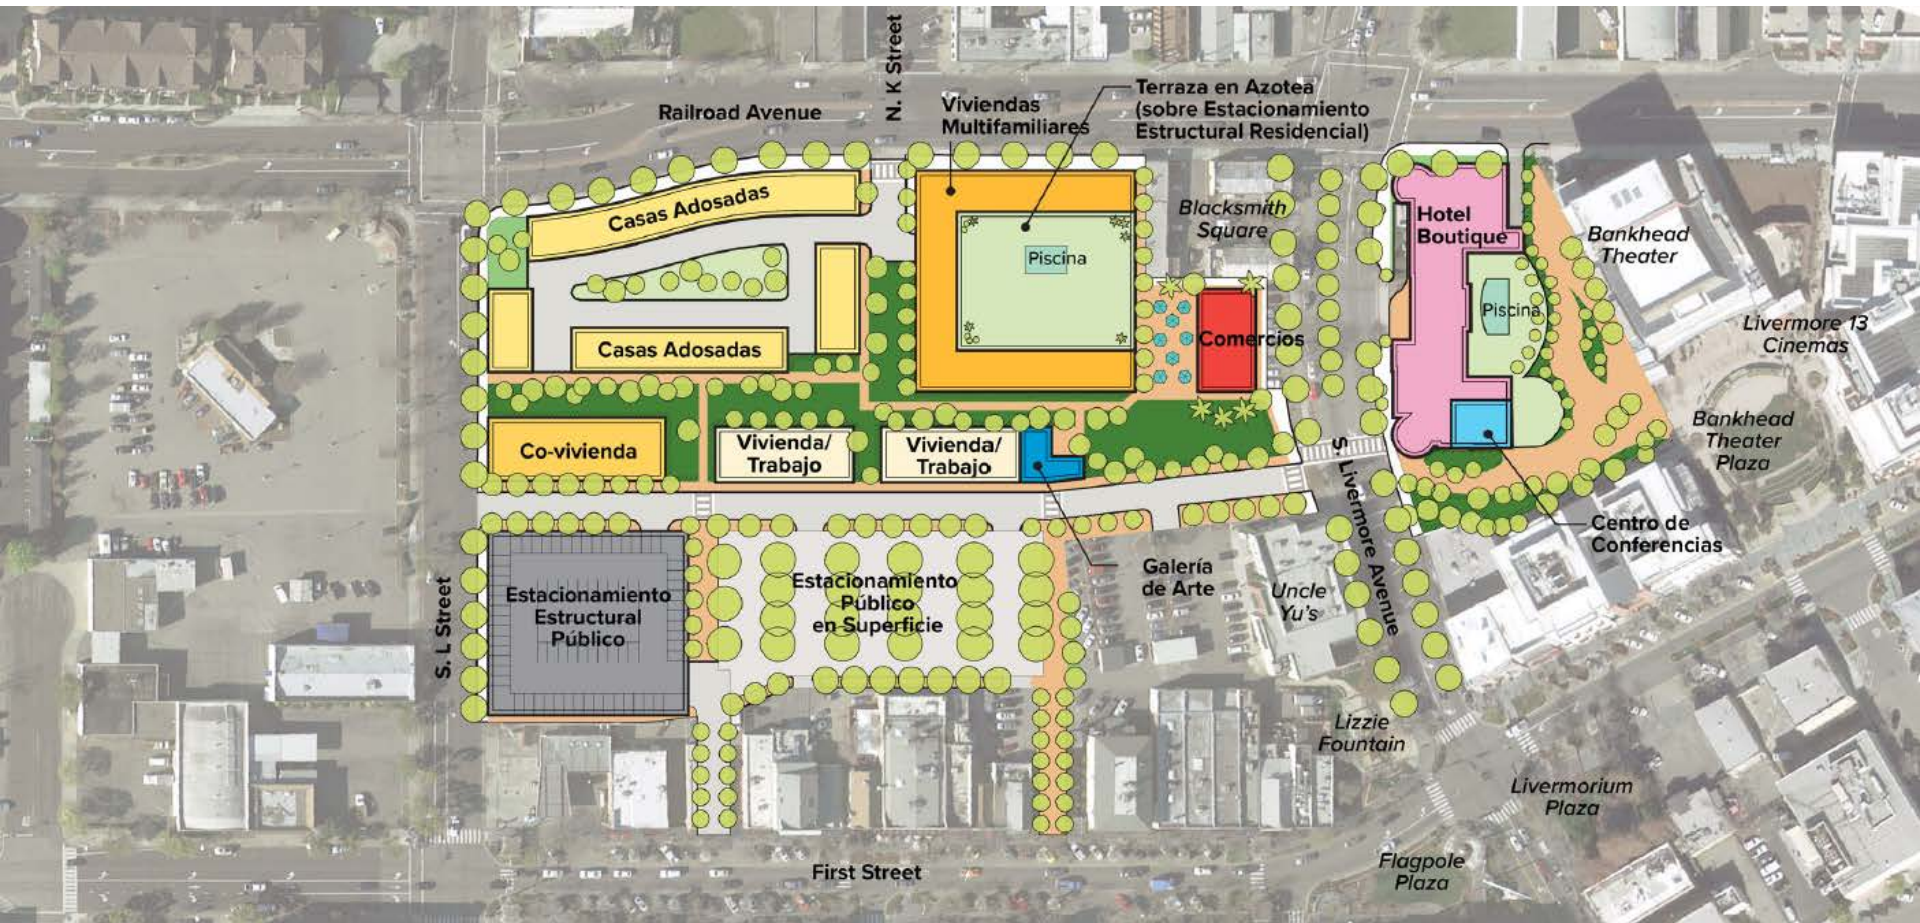 N. K Street
Railroad Avenue
Viviendas
Multifamiliares
Terraza en Azotea
(sobre Estacionamiento
Estructural Residencial)
Casas Adosadas
Blacksmith
Square
Hotel
Boutique
Bankhead
Theater
Piscina
Piscina
Casas Adosadas
Comercios
Livermore 13
Cinemas
Co-vivienda
Vivienda/
Trabajo
Vivienda/
Trabajo
Bankhead
Theater
Plaza
S. Livermore Avenue
Centro de
Conferencias
S. L Street
Estacionamiento
Estructural
Público
Estacionamiento
Público
en Superficie
Galería
de Arte
Uncle
Yu's
Lizzie
Fountain
Livermorium
Plaza
First Street
Flagpole
Plaza